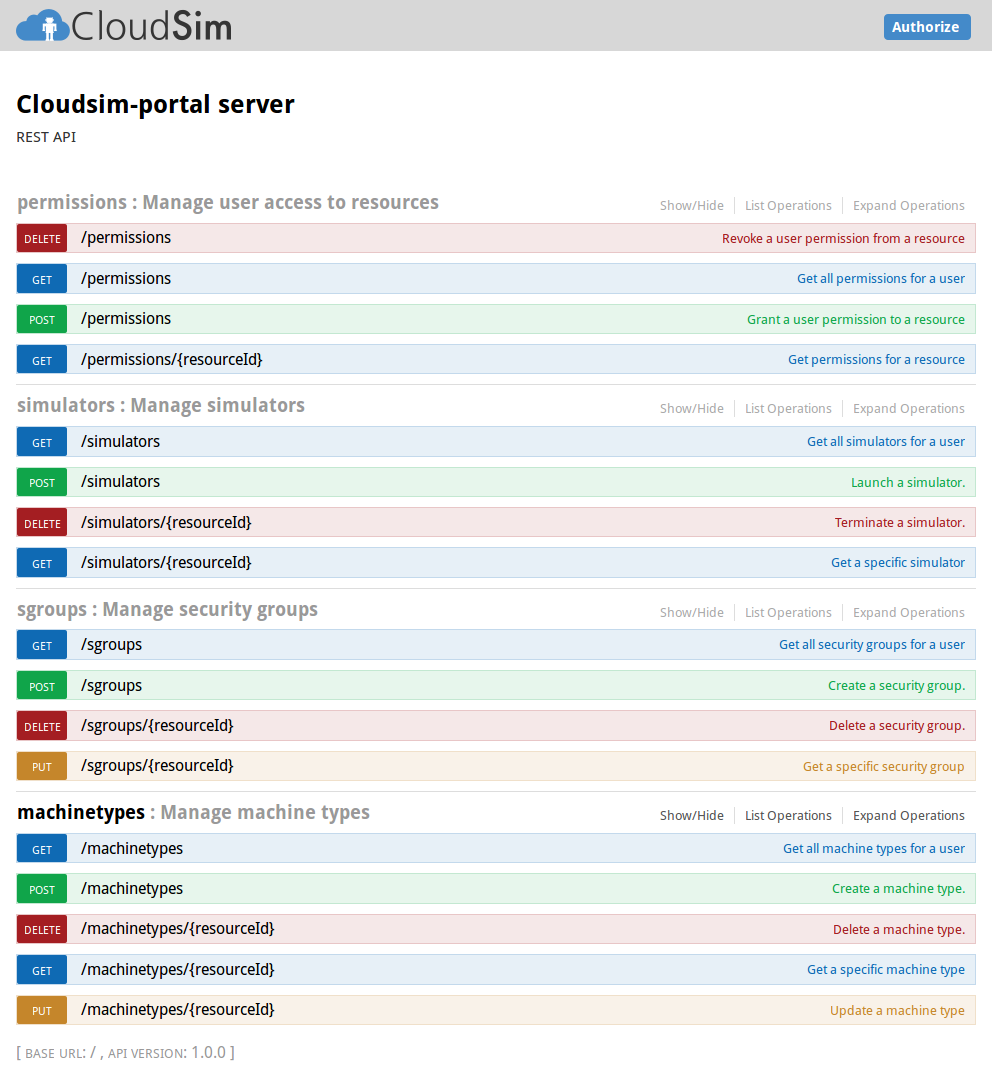 CloudSim
Authorize
Cloudsim-portal server
REST API
permissions : Manage user access to resources Show/Hide List Operations Expand Operations
DELETE /permissions Revoke a user permission from a resource
GET /permissions Get all permissions for a user
POST /permissions Grant a user permission to a resource
GET /permissions/{resourceId} Get permissions for a resource
simulators : Manage simulators Show/Hide List Operations Expand Operations
GET /simulators Get all simulators for a user
POST /simulators Launch a simulator.
DELETE /simulators/{resourceId} Terminate a simulator.
GET /simulators/{resourceId} Get a specific simulator
sgroups : Manage security groups Show/Hide List Operations Expand Operations
GET /sgroups Get all security groups for a user
POST /sgroups Create a security group.
DELETE /sgroups/{resourceId} Delete a security group.
PUT /sgroups/{resourceId} Get a specific security group
machinetypes : Manage machine types Show/Hide List Operations Expand Operations
GET /machinetypes Get all machine types for a user
POST /machinetypes Create a machine type.
DELETE /machinetypes/{resourceId} Delete a machine type.
GET /machinetypes/{resourceId} Get a specific machine type
PUT /machinetypes/{resourceId} Update a machine type
[ BASE URL: / , API VERSION: 1.0.0 ]